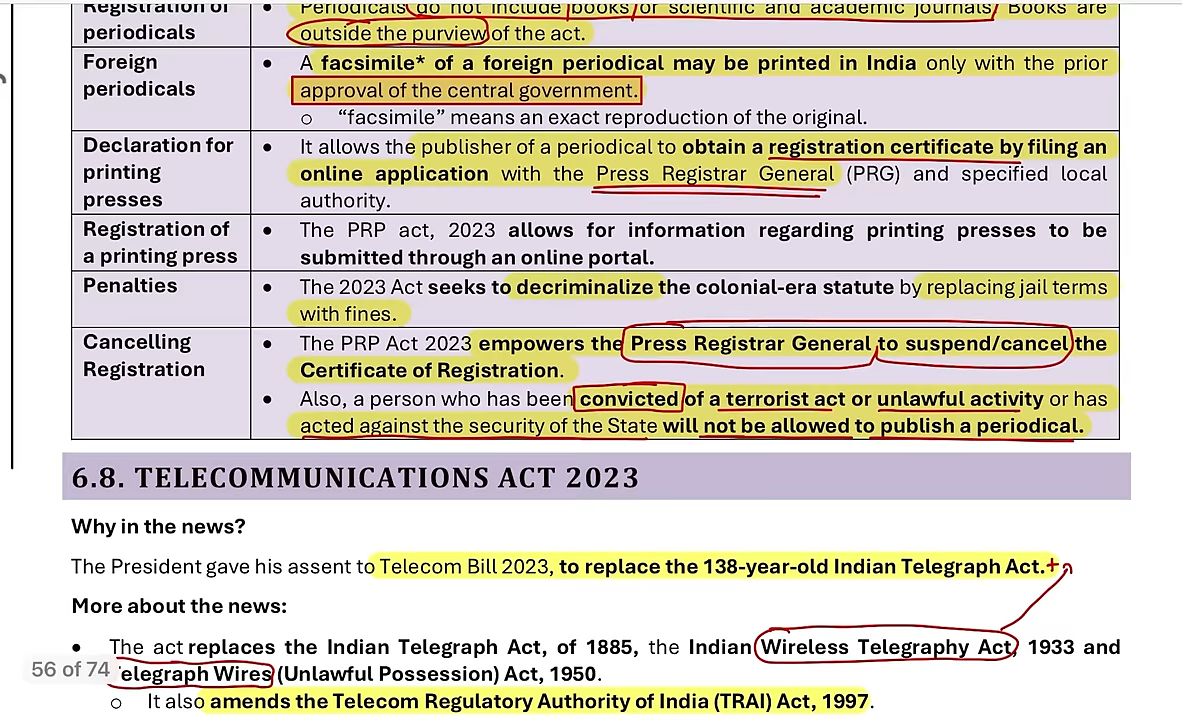 Registration of
periodicals
• Periodicals do not include books or scientific and academic journals. Books are
outside the purview of the act.
Foreign
periodicals
• A facsimile* of a foreign periodical may be printed in India only with the prior
approval of the central government.
o “facsimile” means an exact reproduction of the original.
Declaration for
printing
presses
• It allows the publisher of a periodical to obtain a registration certificate by filing an
online application with the Press Registrar General (PRG) and specified local
authority.
Registration of
a printing press
• The PRP act, 2023 allows for information regarding printing presses to be
submitted through an online portal.
Penalties
• The 2023 Act seeks to decriminalize the colonial-era statute by replacing jail terms
with fines.
Cancelling
Registration
• The PRP Act 2023 empowers the Press Registrar General to suspend/cancel the
Certificate of Registration.
• Also, a person who has been convicted of a terrorist act or unlawful activity or has
acted against the security of the State will not be allowed to publish a periodical.
6.8. TELECOMMUNICATIONS ACT 2023
Why in the news?
The President gave his assent to Telecom Bill 2023, to replace the 138-year-old Indian Telegraph Act.+
More about the news:
• The act replaces the Indian Telegraph Act, of 1885, the Indian Wireless Telegraphy Act, 1933 and
elegraph Wires (Unlawful Possession) Act, 1950.
56 of 74
o It also amends the Telecom Regulatory Authority of India (TRAI) Act, 1997.